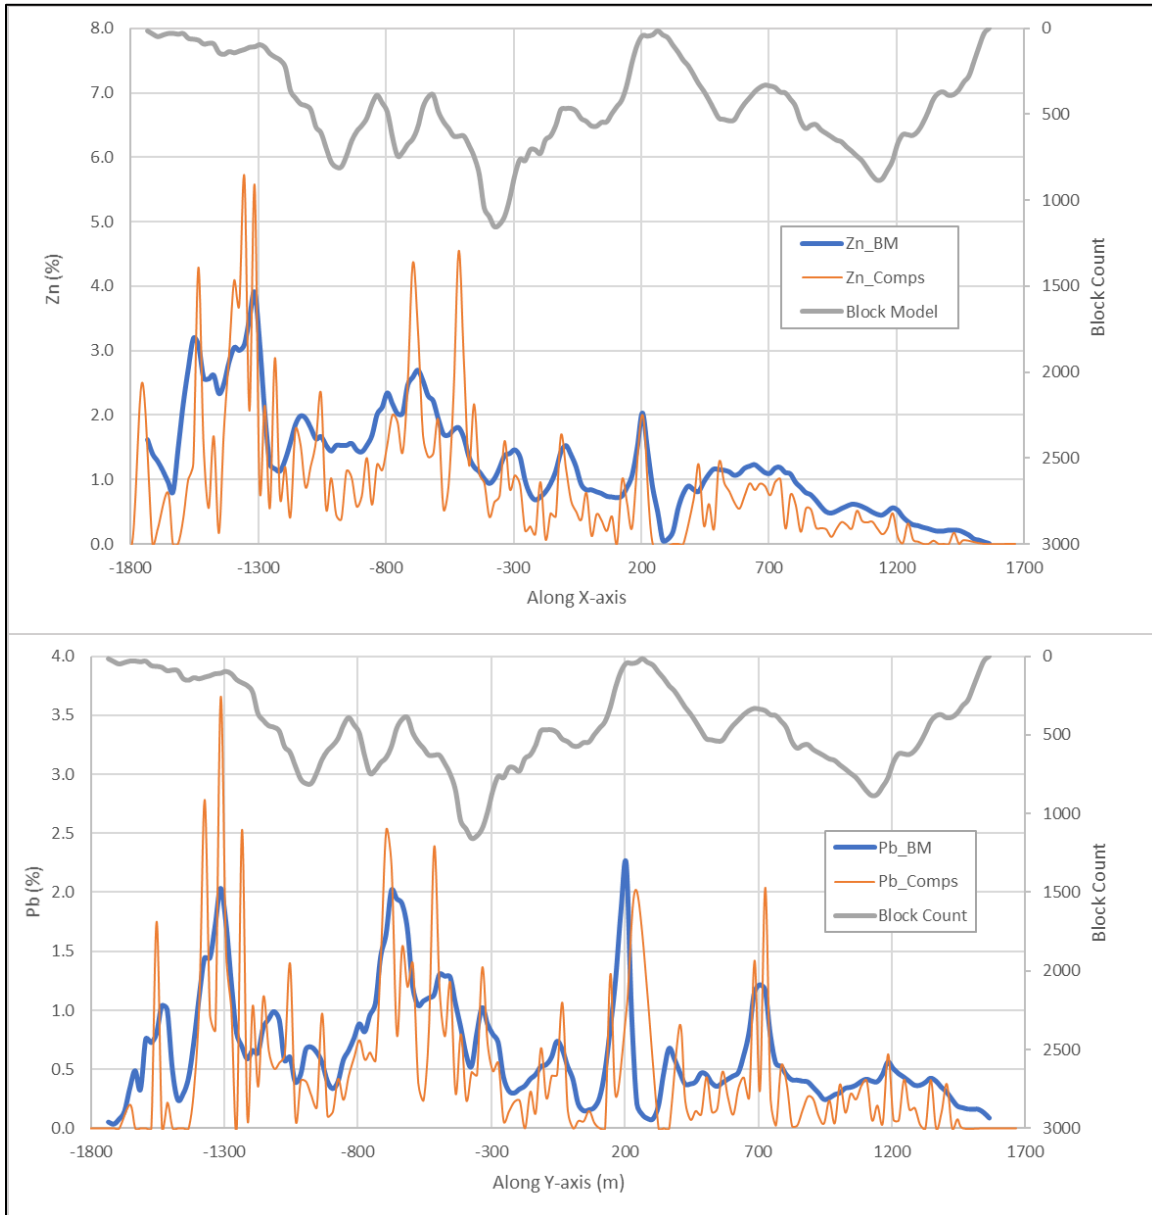 8.0
7.0
6.0
5.0
4.0
3.0
2.0
1.0
0.0
Zn (%)
0
500
1000
1500
2000
2500
3000
Block Count
Zn_BM
Zn_Comps
Block Model
-1800 -1300 -800 -300 200 700 1200 1700
Along X-axis
4.0
3.5
3.0
2.5
2.0
1.5
1.0
0.5
0.0
Pb (%)
0
500
1000
1500
2000
2500
3000
Block Count
Pb_BM
Pb_Comps
Block Count
-1800 -1300 -800 -300 200 700 1200 1700
Along Y-axis (m)